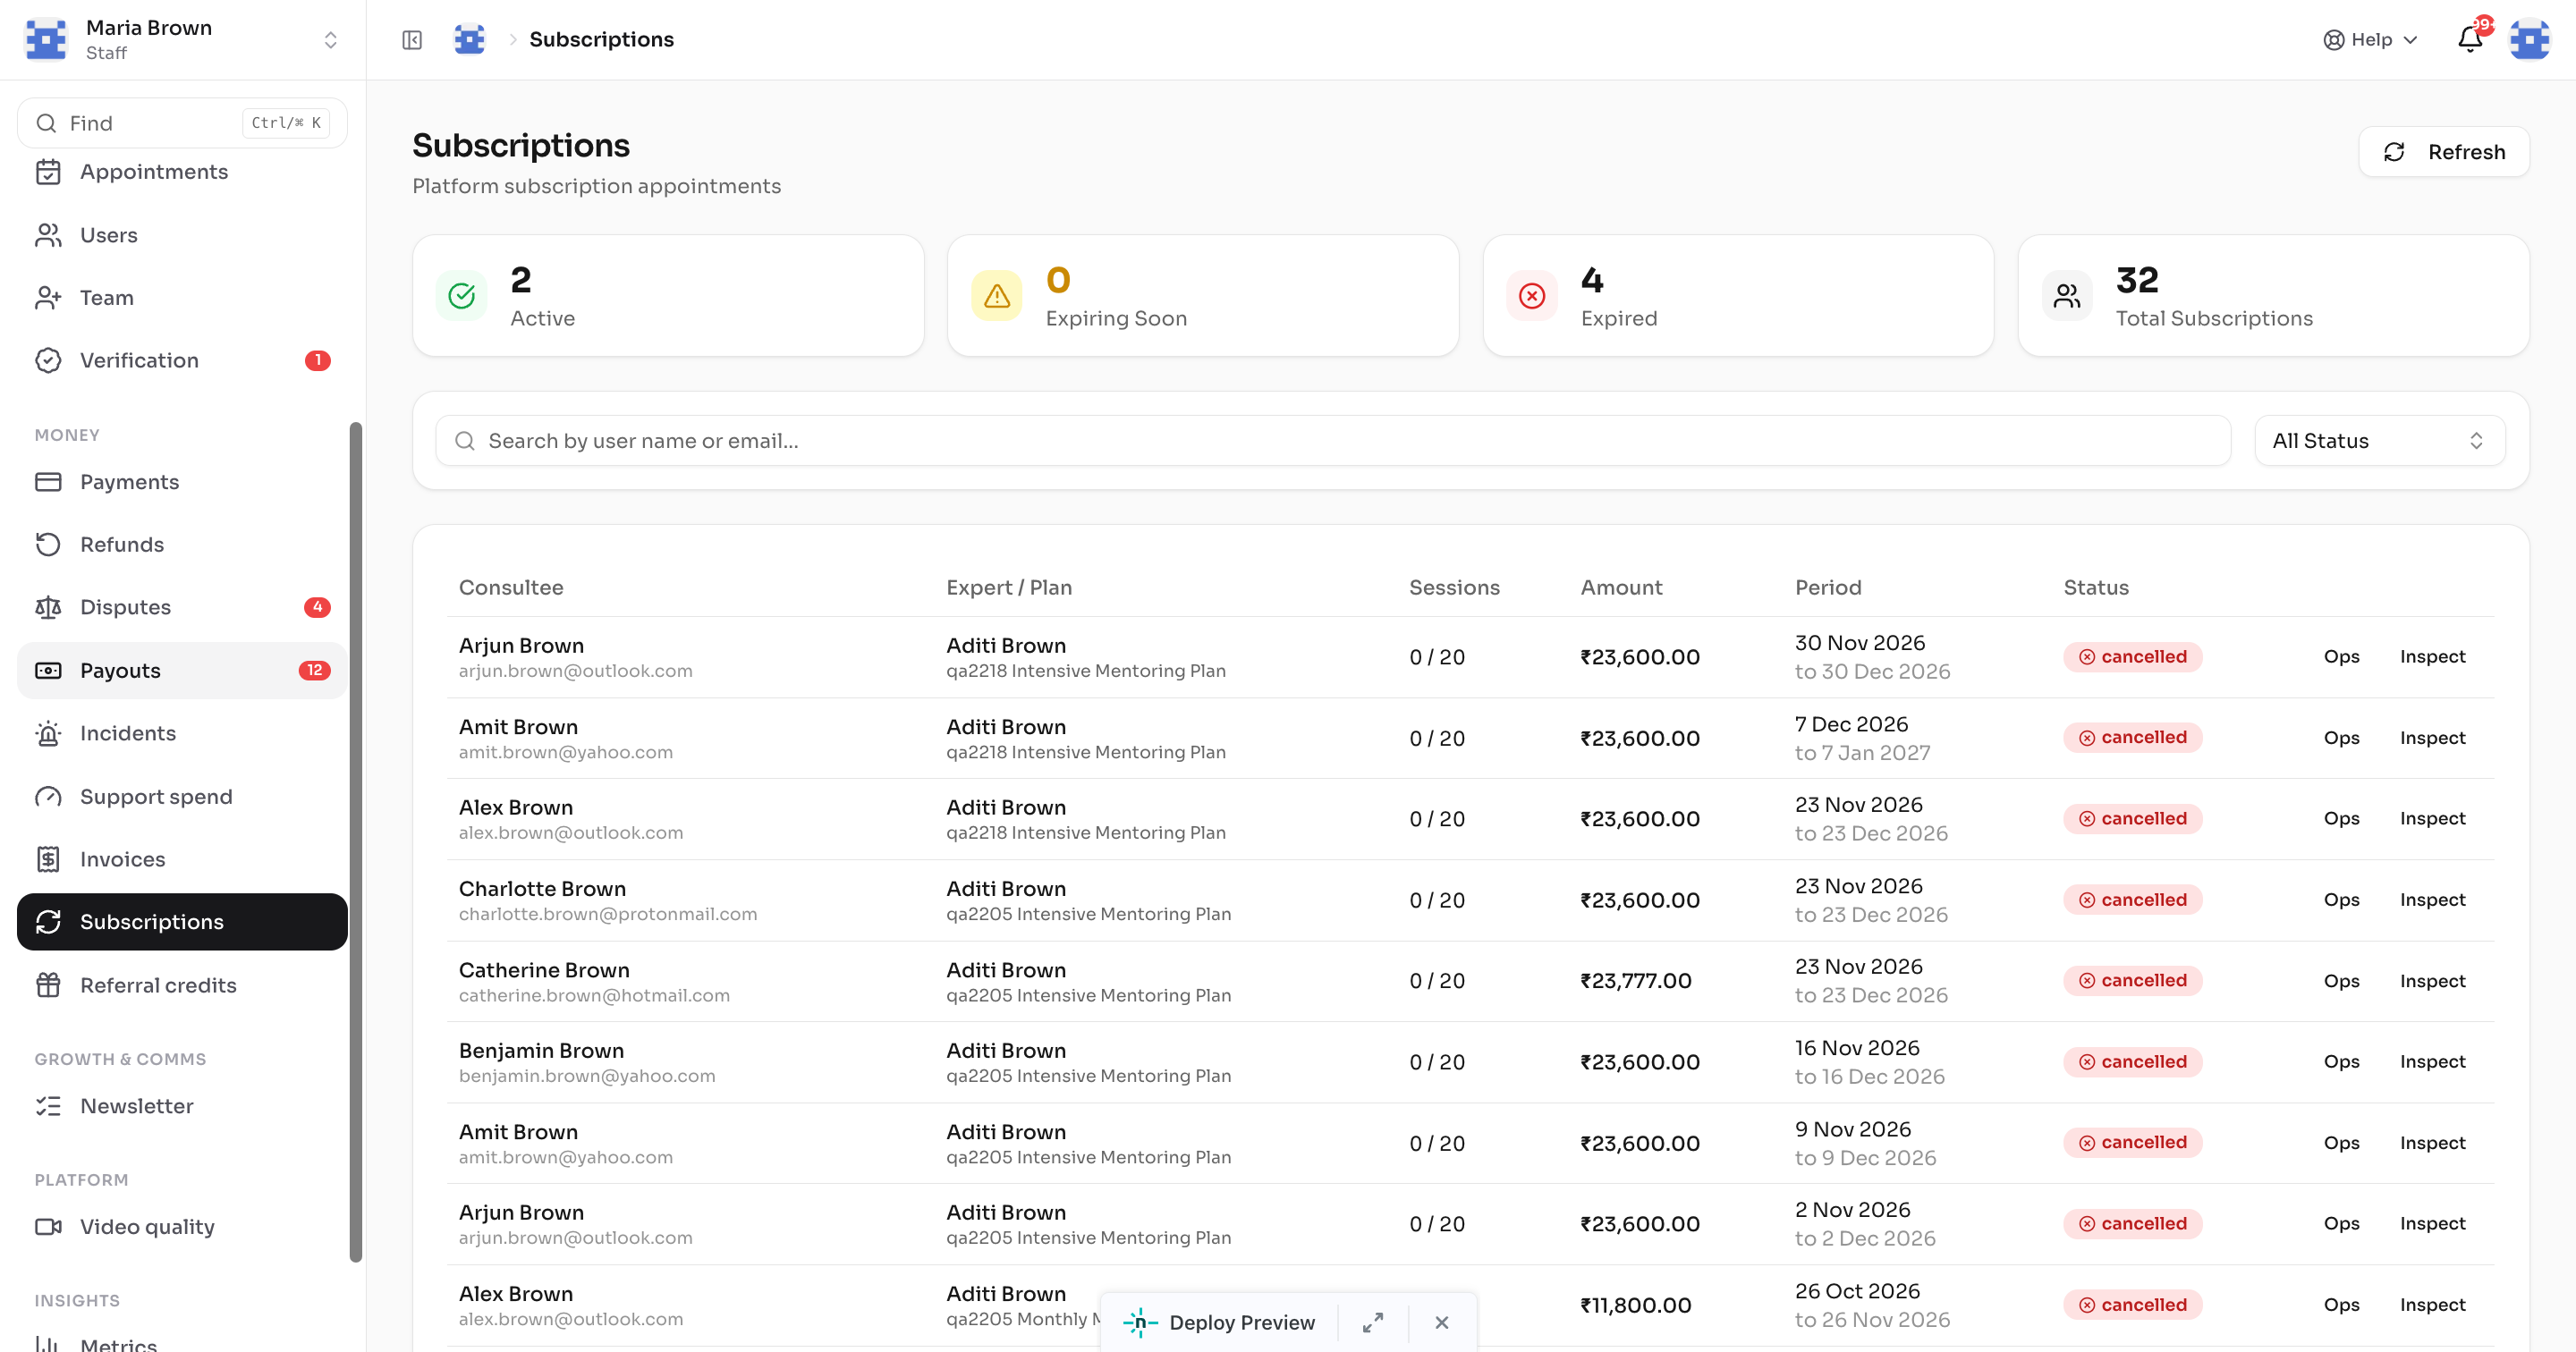 Maria Brown
Staff
Subscriptions
Help
99+
Find
Ctrl/⌘ K
Appointments
Users
Team
Verification 1
MONEY
Payments
Refunds
Disputes 4
Payouts 12
Incidents
Support spend
Invoices
Subscriptions
Referral credits
GROWTH & COMMS
Newsletter
PLATFORM
Video quality
INSIGHTS
Metrics
Subscriptions
Platform subscription appointments
Refresh
2
Active
0
Expiring Soon
4
Expired
32
Total Subscriptions
Search by user name or email...
All Status
Consultee Expert / Plan Sessions Amount Period Status
Arjun Brown Aditi Brown 0 / 20 ₹23,600.00 30 Nov 2026 cancelled Ops Inspect
arjun.brown@outlook.com qa2218 Intensive Mentoring Plan to 30 Dec 2026
Amit Brown Aditi Brown 0 / 20 ₹23,600.00 7 Dec 2026 cancelled Ops Inspect
amit.brown@yahoo.com qa2218 Intensive Mentoring Plan to 7 Jan 2027
Alex Brown Aditi Brown 0 / 20 ₹23,600.00 23 Nov 2026 cancelled Ops Inspect
alex.brown@outlook.com qa2218 Intensive Mentoring Plan to 23 Dec 2026
Charlotte Brown Aditi Brown 0 / 20 ₹23,600.00 23 Nov 2026 cancelled Ops Inspect
charlotte.brown@protonmail.com qa2205 Intensive Mentoring Plan to 23 Dec 2026
Catherine Brown Aditi Brown 0 / 20 ₹23,777.00 23 Nov 2026 cancelled Ops Inspect
catherine.brown@hotmail.com qa2205 Intensive Mentoring Plan to 23 Dec 2026
Benjamin Brown Aditi Brown 0 / 20 ₹23,600.00 16 Nov 2026 cancelled Ops Inspect
benjamin.brown@yahoo.com qa2205 Intensive Mentoring Plan to 16 Dec 2026
Amit Brown Aditi Brown 0 / 20 ₹23,600.00 9 Nov 2026 cancelled Ops Inspect
amit.brown@yahoo.com qa2205 Intensive Mentoring Plan to 9 Dec 2026
Arjun Brown Aditi Brown 0 / 20 ₹23,600.00 2 Nov 2026 cancelled Ops Inspect
arjun.brown@outlook.com qa2205 Intensive Mentoring Plan to 2 Dec 2026
Alex Brown Aditi Brown ₹11,800.00 26 Oct 2026 cancelled Ops Inspect
alex.brown@outlook.com qa2205 Monthly to 26 Nov 2026
Deploy Preview